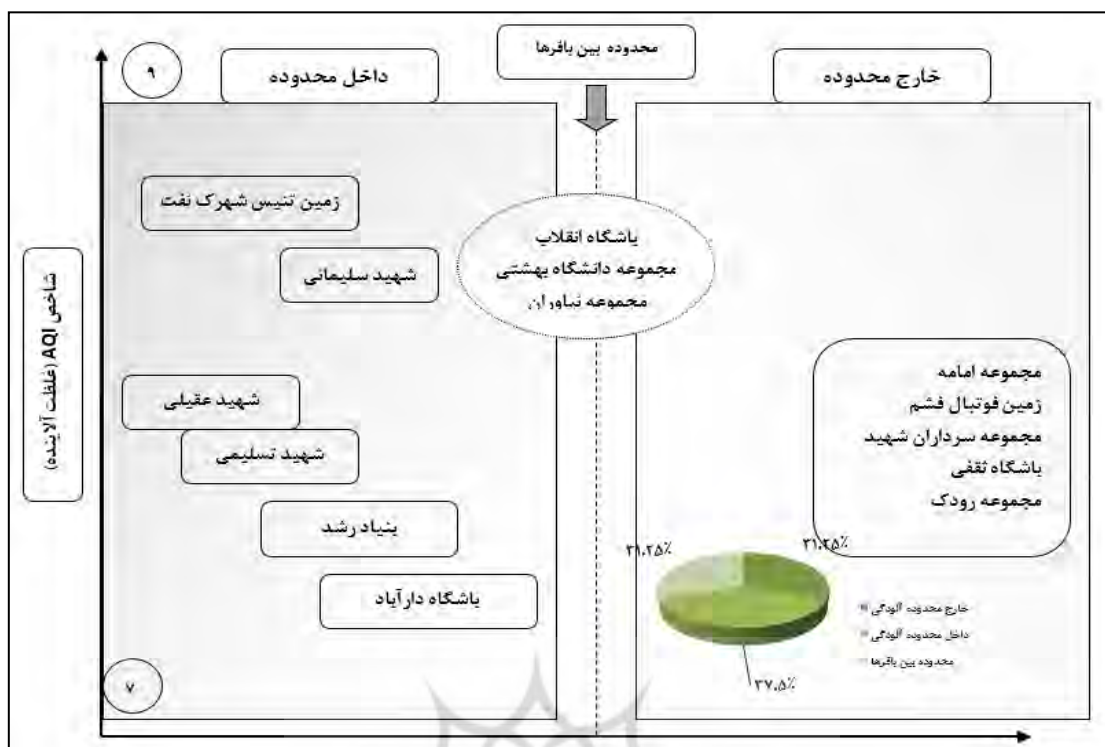 محدوده بین بافرها
خارج محدوده
داخل محدوده
۹
زمین تنیس شهرک نفت
شهید سلیمانی
باشگاه انقلاب
مجموعه دانشگاه بهشتی
مجموعه نیاوران
شاخص AQI (غلظت آلاینده)
شهید عقیلی
شهید تسلیمی
بنیاد رشد
باشگاه دارآباد
مجموعه امامه
زمین فوتبال فشم
مجموعه سرداران شهید
باشگاه ثقفی
مجموعه رودک
۳۱.۲۵٪
۳۱.۲۵٪
۳۷.۵٪
خارج محدوده آلودگی
داخل محدوده آلودگی
محدوده بین بافرها
۷